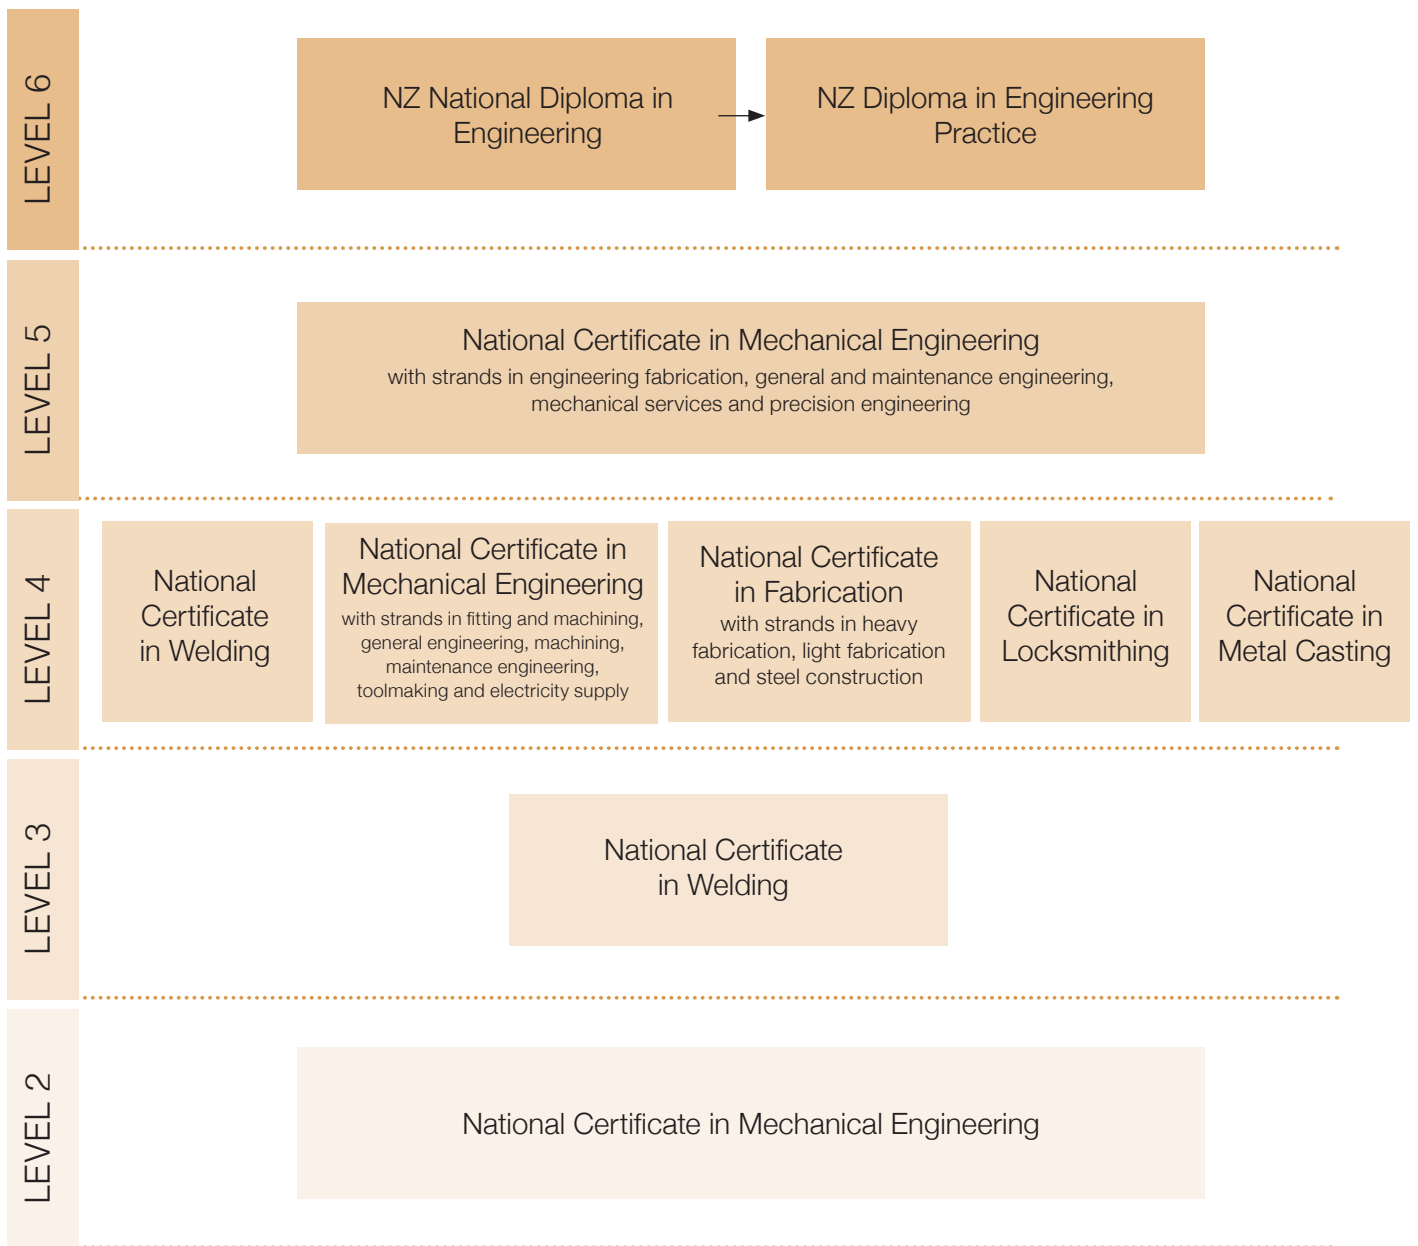 LEVEL 6
NZ National Diploma in
Engineering
NZ Diploma in Engineering
Practice
LEVEL 5
National Certificate in Mechanical Engineering
with strands in engineering fabrication, general and maintenance engineering,
mechanical services and precision engineering
LEVEL 4
National
Certificate
in Welding
National Certificate in
Mechanical Engineering
with strands in fitting and machining,
general engineering, machining,
maintenance engineering,
toolmaking and electricity supply
National Certificate
in Fabrication
with strands in heavy
fabrication, light fabrication
and steel construction
National
Certificate in
Locksmithing
National
Certificate in
Metal Casting
LEVEL 3
National Certificate
in Welding
LEVEL 2
National Certificate in Mechanical Engineering